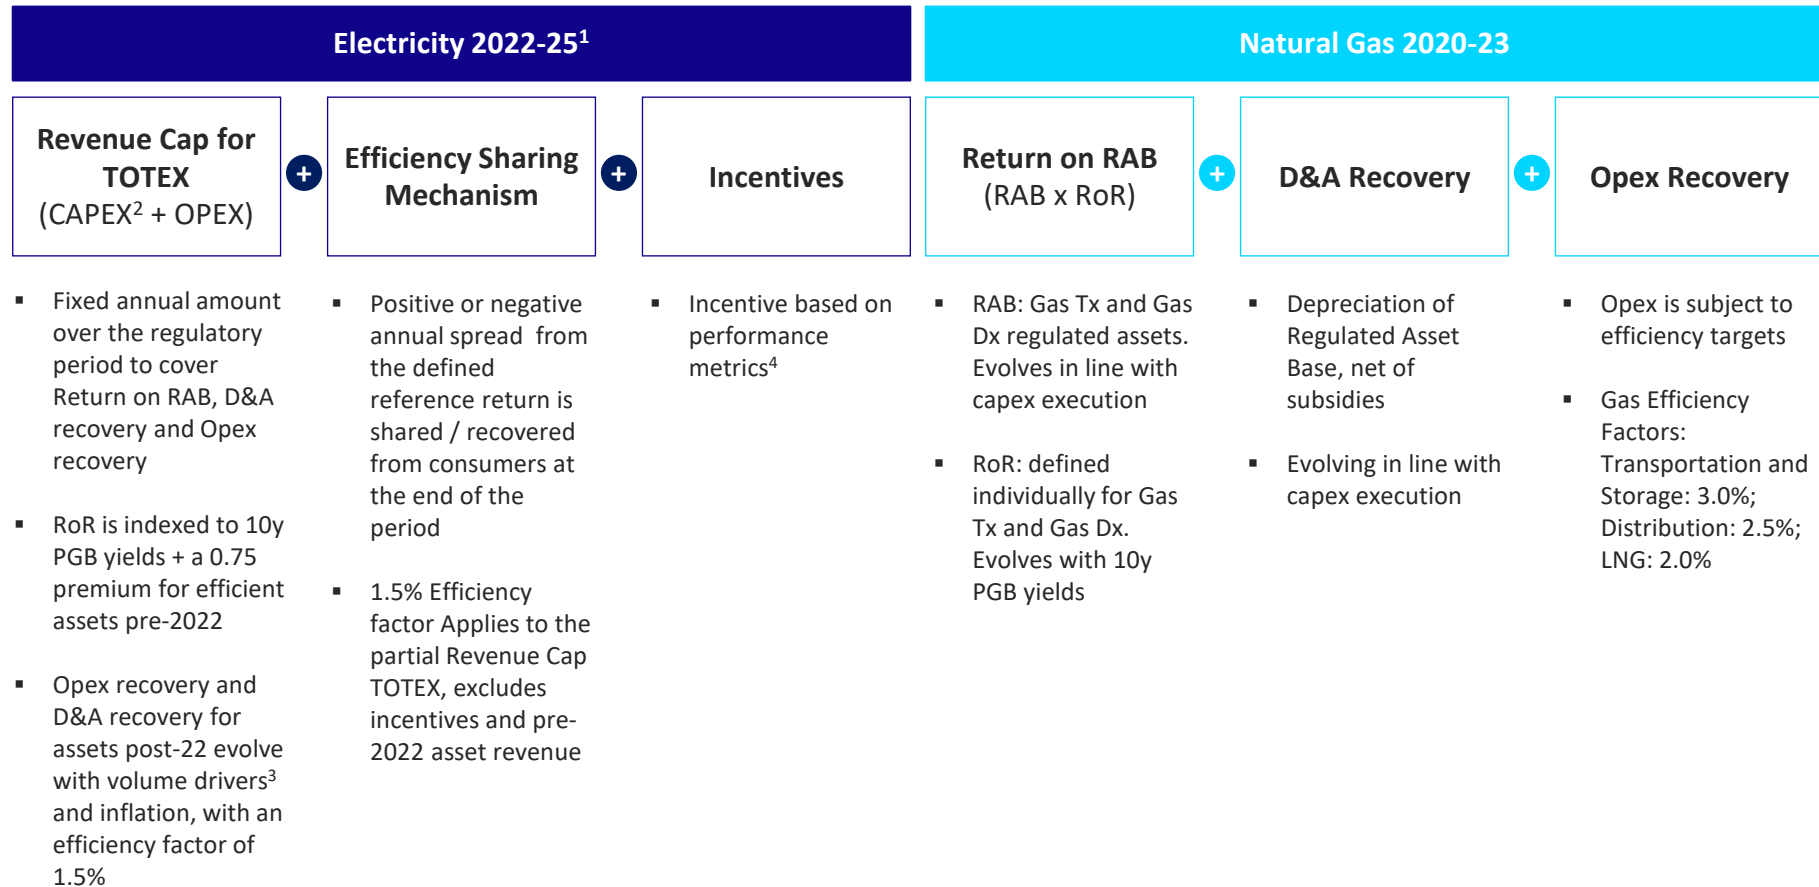 Electricity 2022-25¹
Natural Gas 2020-23
Revenue Cap for
TOTEX
(CAPEX² + OPEX)
+
Efficiency Sharing
Mechanism
+
Incentives
Return on RAB
(RAB x RoR)
+
D&A Recovery
+
Opex Recovery
▪ Fixed annual amount
over the regulatory
period to cover
Return on RAB, D&A
recovery and Opex
recovery
▪ RoR is indexed to 10y
PGB yields + a 0.75
premium for efficient
assets pre-2022
▪ Opex recovery and
D&A recovery for
assets post-22 evolve
with volume drivers³
and inflation, with an
efficiency factor of
1.5%
▪ Positive or negative
annual spread from
the defined
reference return is
shared / recovered
from consumers at
the end of the
period
▪ 1.5% Efficiency
factor Applies to the
partial Revenue Cap
TOTEX, excludes
incentives and pre-
2022 asset revenue
▪ Incentive based on
performance
metrics⁴
▪ RAB: Gas Tx and Gas
Dx regulated assets.
Evolves in line with
capex execution
▪ RoR: defined
individually for Gas
Tx and Gas Dx.
Evolves with 10y
PGB yields
▪ Depreciation of
Regulated Asset
Base, net of
subsidies
▪ Evolving in line with
capex execution
▪ Opex is subject to
efficiency targets
▪ Gas Efficiency
Factors:
Transportation and
Storage: 3.0%;
Distribution: 2.5%;
LNG: 2.0%